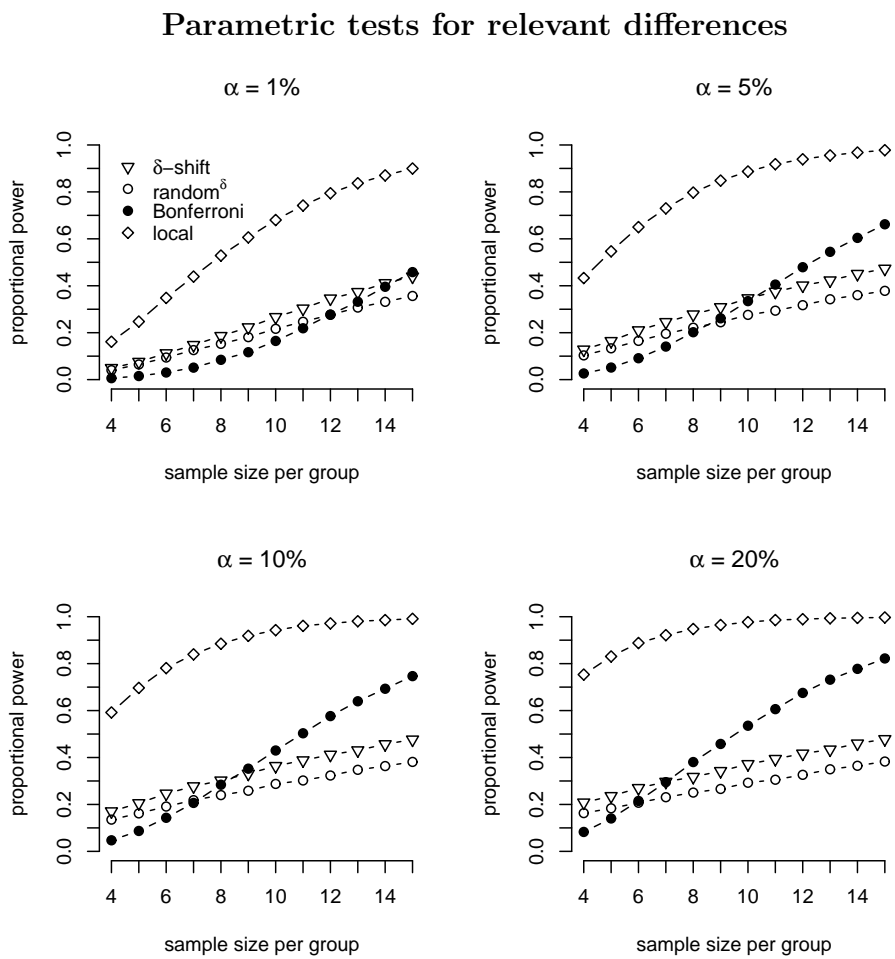 Parametric tests for relevant differences
α = 1%
proportional power
1.0
0.8
0.6
0.4
0.2
0.0
δ−shift
random^δ
Bonferroni
local
4 6 8 10 12 14
sample size per group
α = 5%
proportional power
1.0
0.8
0.6
0.4
0.2
0.0
4 6 8 10 12 14
sample size per group
α = 10%
proportional power
1.0
0.8
0.6
0.4
0.2
0.0
4 6 8 10 12 14
sample size per group
α = 20%
proportional power
1.0
0.8
0.6
0.4
0.2
0.0
4 6 8 10 12 14
sample size per group